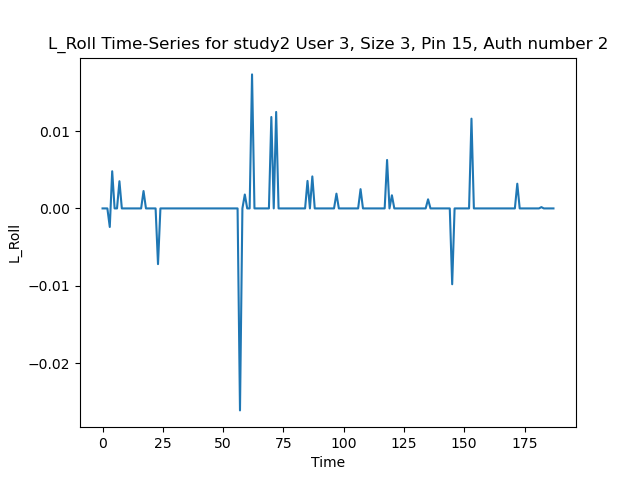 L_Roll Time-Series for study2 User 3, Size 3, Pin 15, Auth number 2
0.01
0.00
−0.01
−0.02
L_Roll
0 25 50 75 100 125 150 175
Time